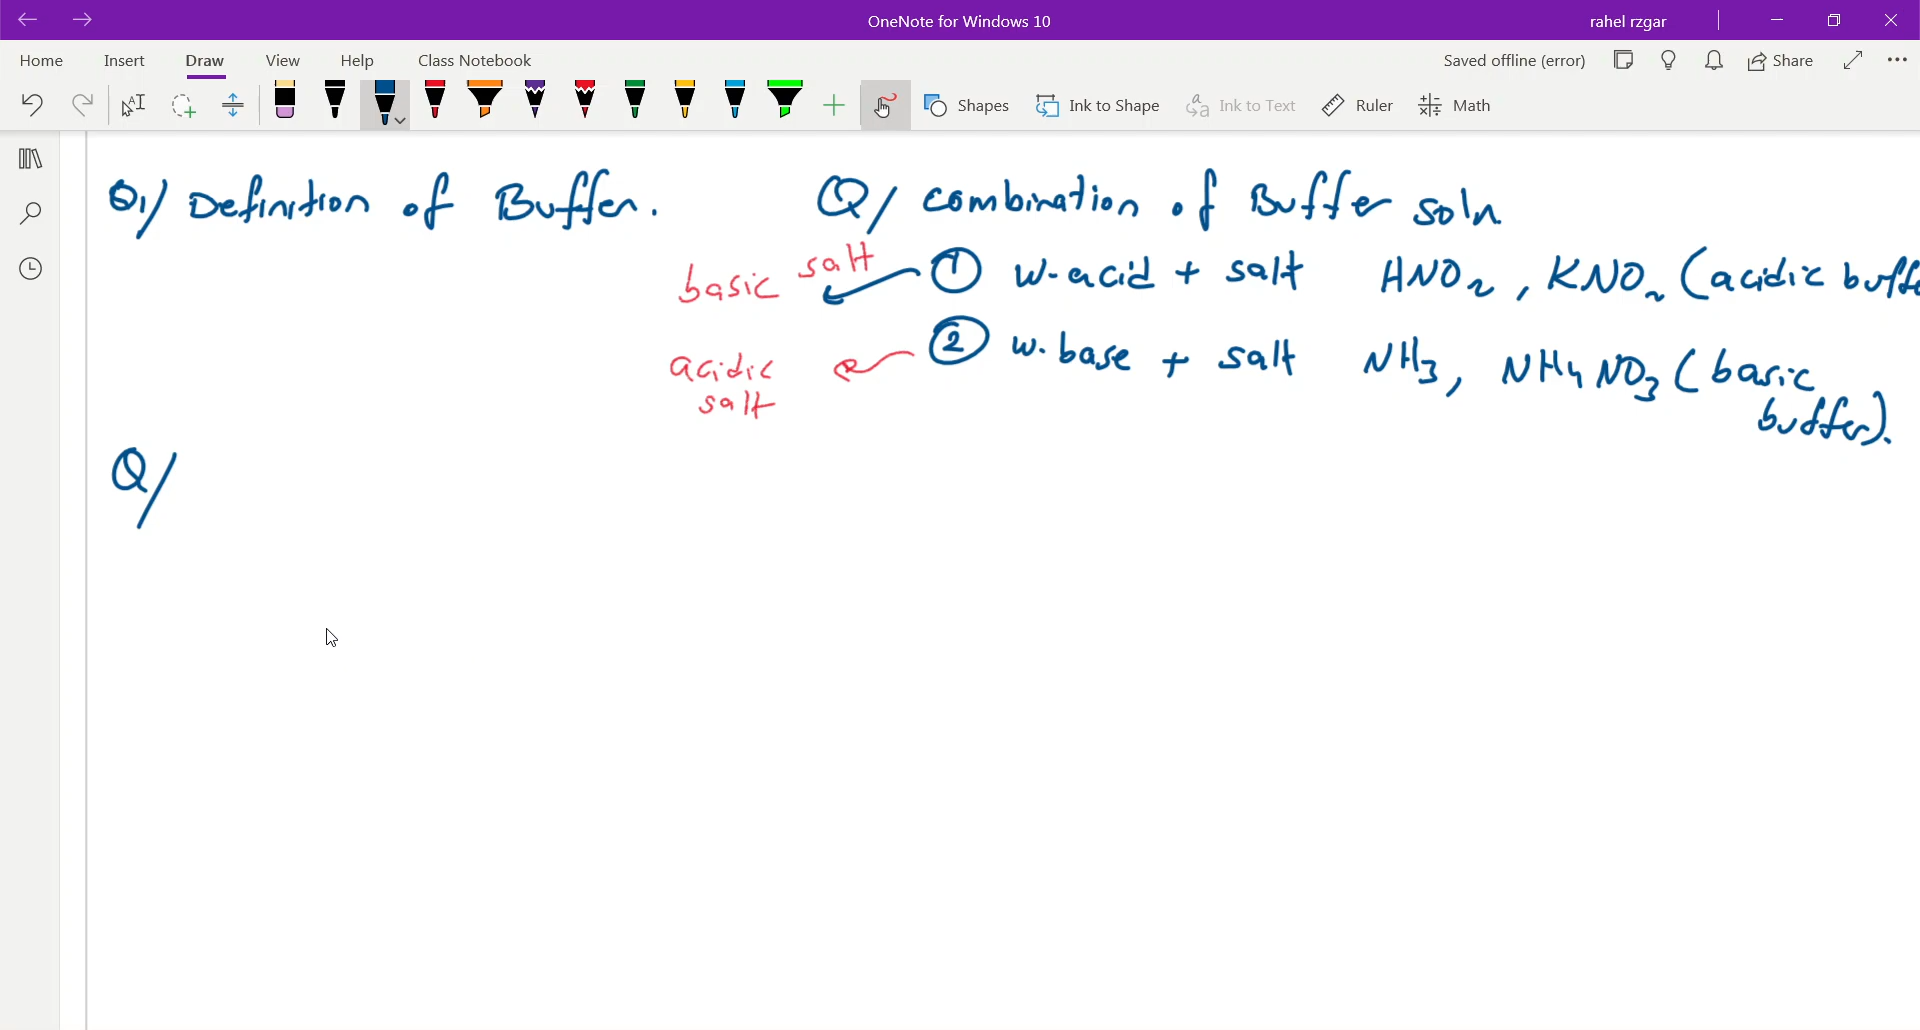 OneNote for Windows 10
rahel rzgar
Home Insert Draw View Help Class Notebook
Saved offline (error) Share
Shapes Ink to Shape Ink to Text Ruler Math
Q1/ Definition of Buffer.
Q/ combination of Buffer soln
basic salt
① w-acid + salt HNO2, KNO2 (acidic buffe
acidic
salt
② w.base + salt NH3, NH4NO3 (basic
buffer).
Q/